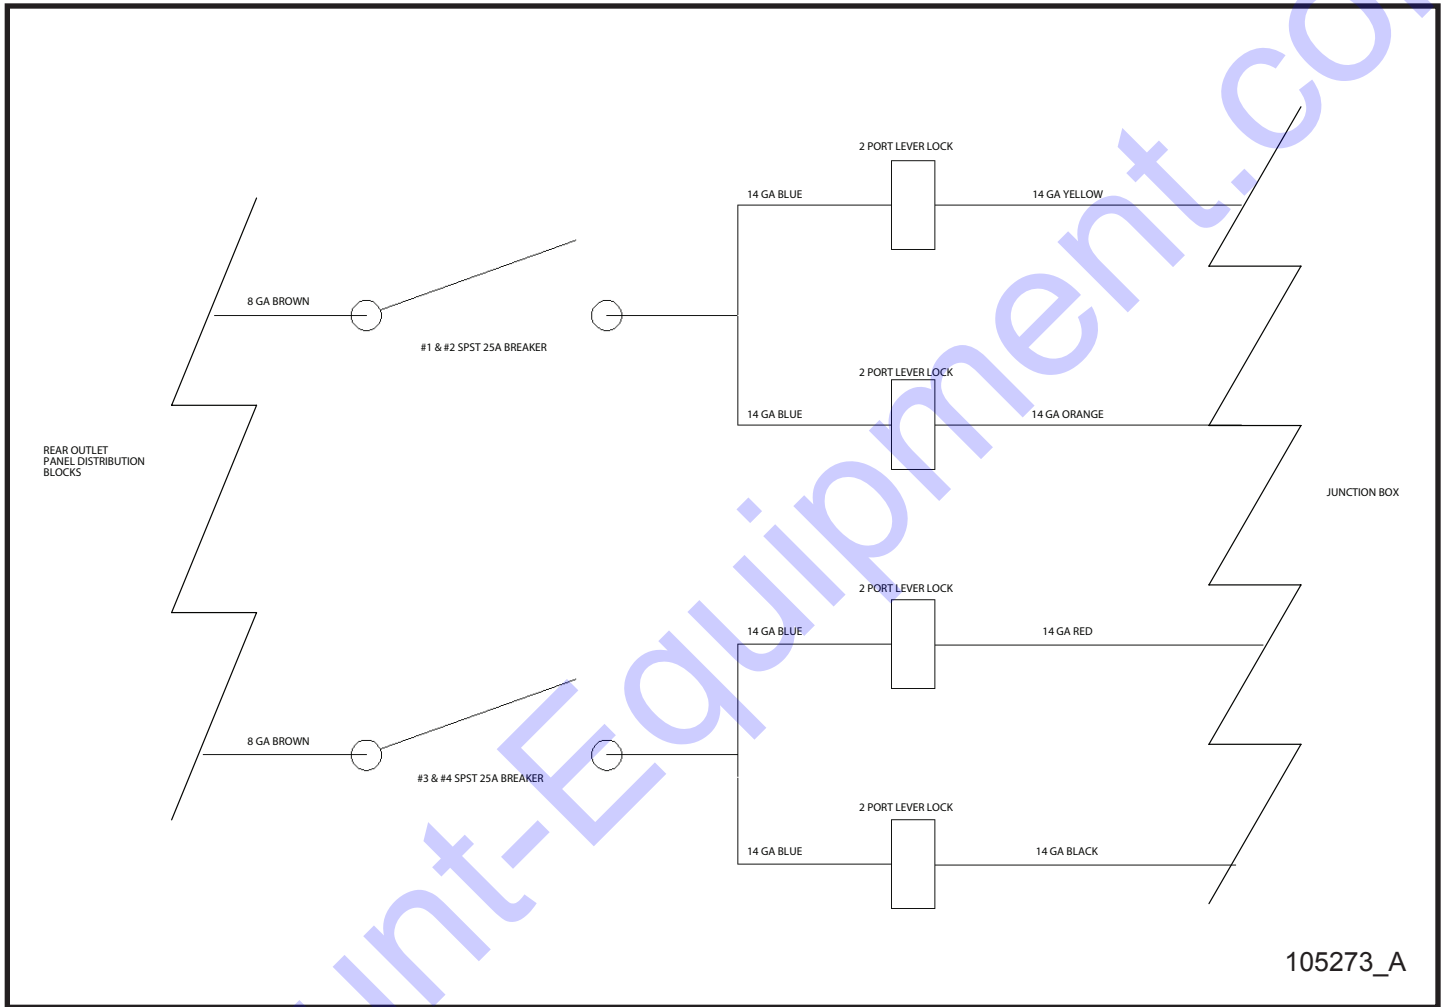 2 PORT LEVER LOCK
14 GA BLUE
14 GA YELLOW
8 GA BROWN
#1 & #2 SPST 25A BREAKER
2 PORT LEVER LOCK
14 GA BLUE
14 GA ORANGE
REAR OUTLET
PANEL DISTRIBUTION
BLOCKS
JUNCTION BOX
2 PORT LEVER LOCK
14 GA BLUE
14 GA RED
8 GA BROWN
#3 & #4 SPST 25A BREAKER
2 PORT LEVER LOCK
14 GA BLUE
14 GA BLACK
105273_A
unt-Equipment.co